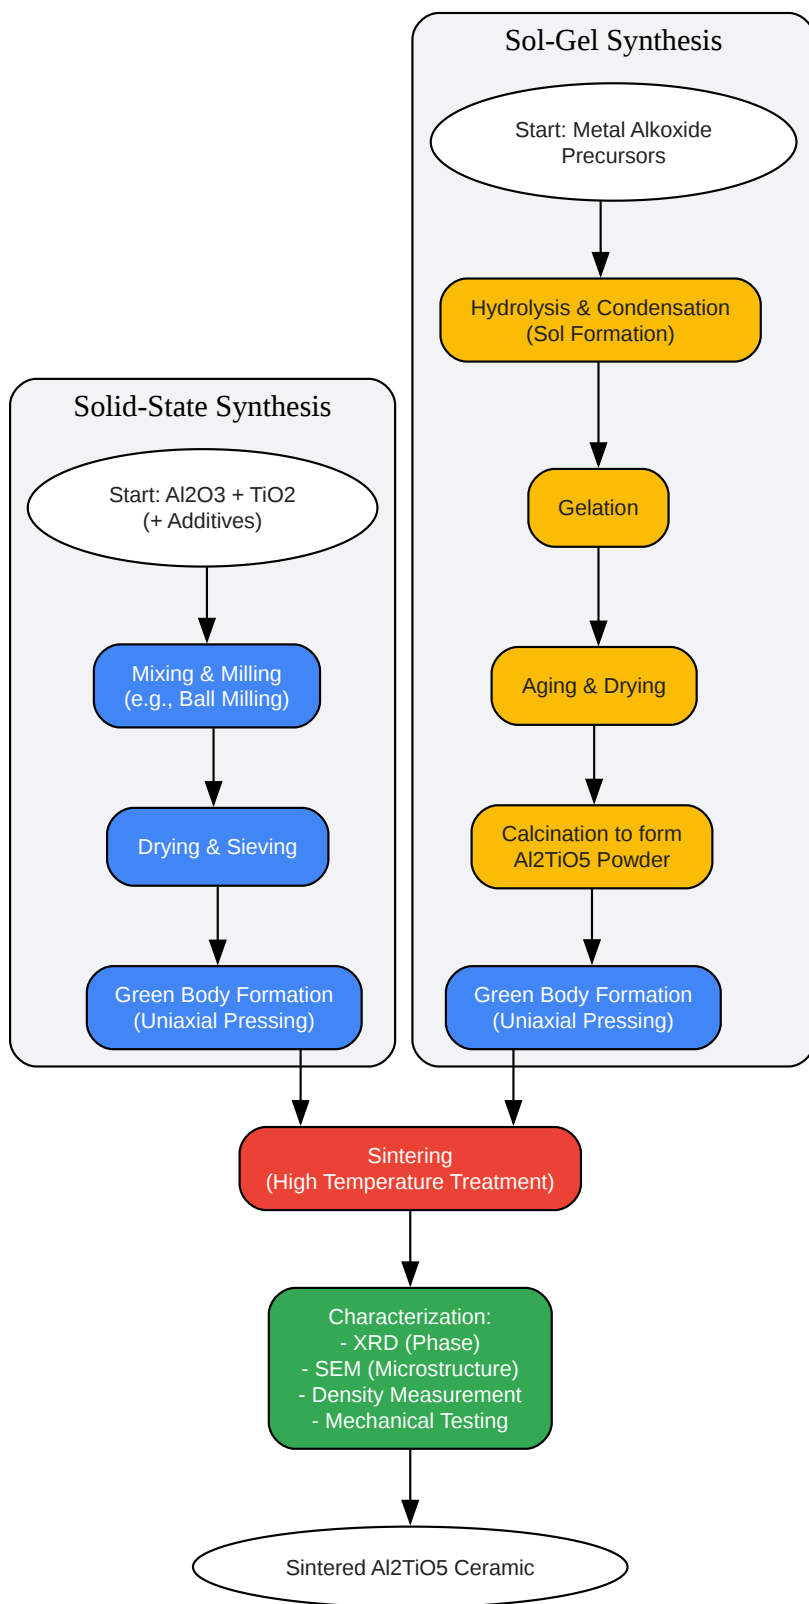 Sol-Gel Synthesis
Start: Metal Alkoxide
Precursors
Hydrolysis & Condensation
(Sol Formation)
Gelation
Aging & Drying
Calcination to form
Al2TiO5 Powder
Green Body Formation
(Uniaxial Pressing)
Solid-State Synthesis
Start: Al2O3 + TiO2
(+ Additives)
Mixing & Milling
(e.g., Ball Milling)
Drying & Sieving
Green Body Formation
(Uniaxial Pressing)
Sintering
(High Temperature Treatment)
Characterization:
- XRD (Phase)
- SEM (Microstructure)
- Density Measurement
- Mechanical Testing
Sintered Al2TiO5 Ceramic